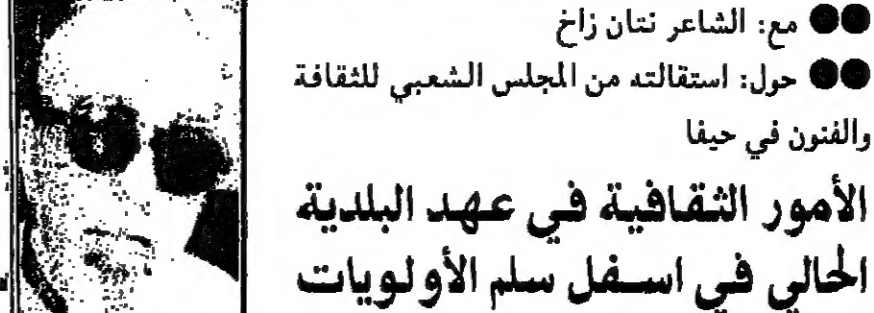 ●● مع: الشاعر نتان زاخ
●● حول: استقالته من المجلس الشعبي للثقافة
والفنون في حيفا
الأمور الثقافية في عهد البلدية
الحالي في اسفل سلم الأولويات